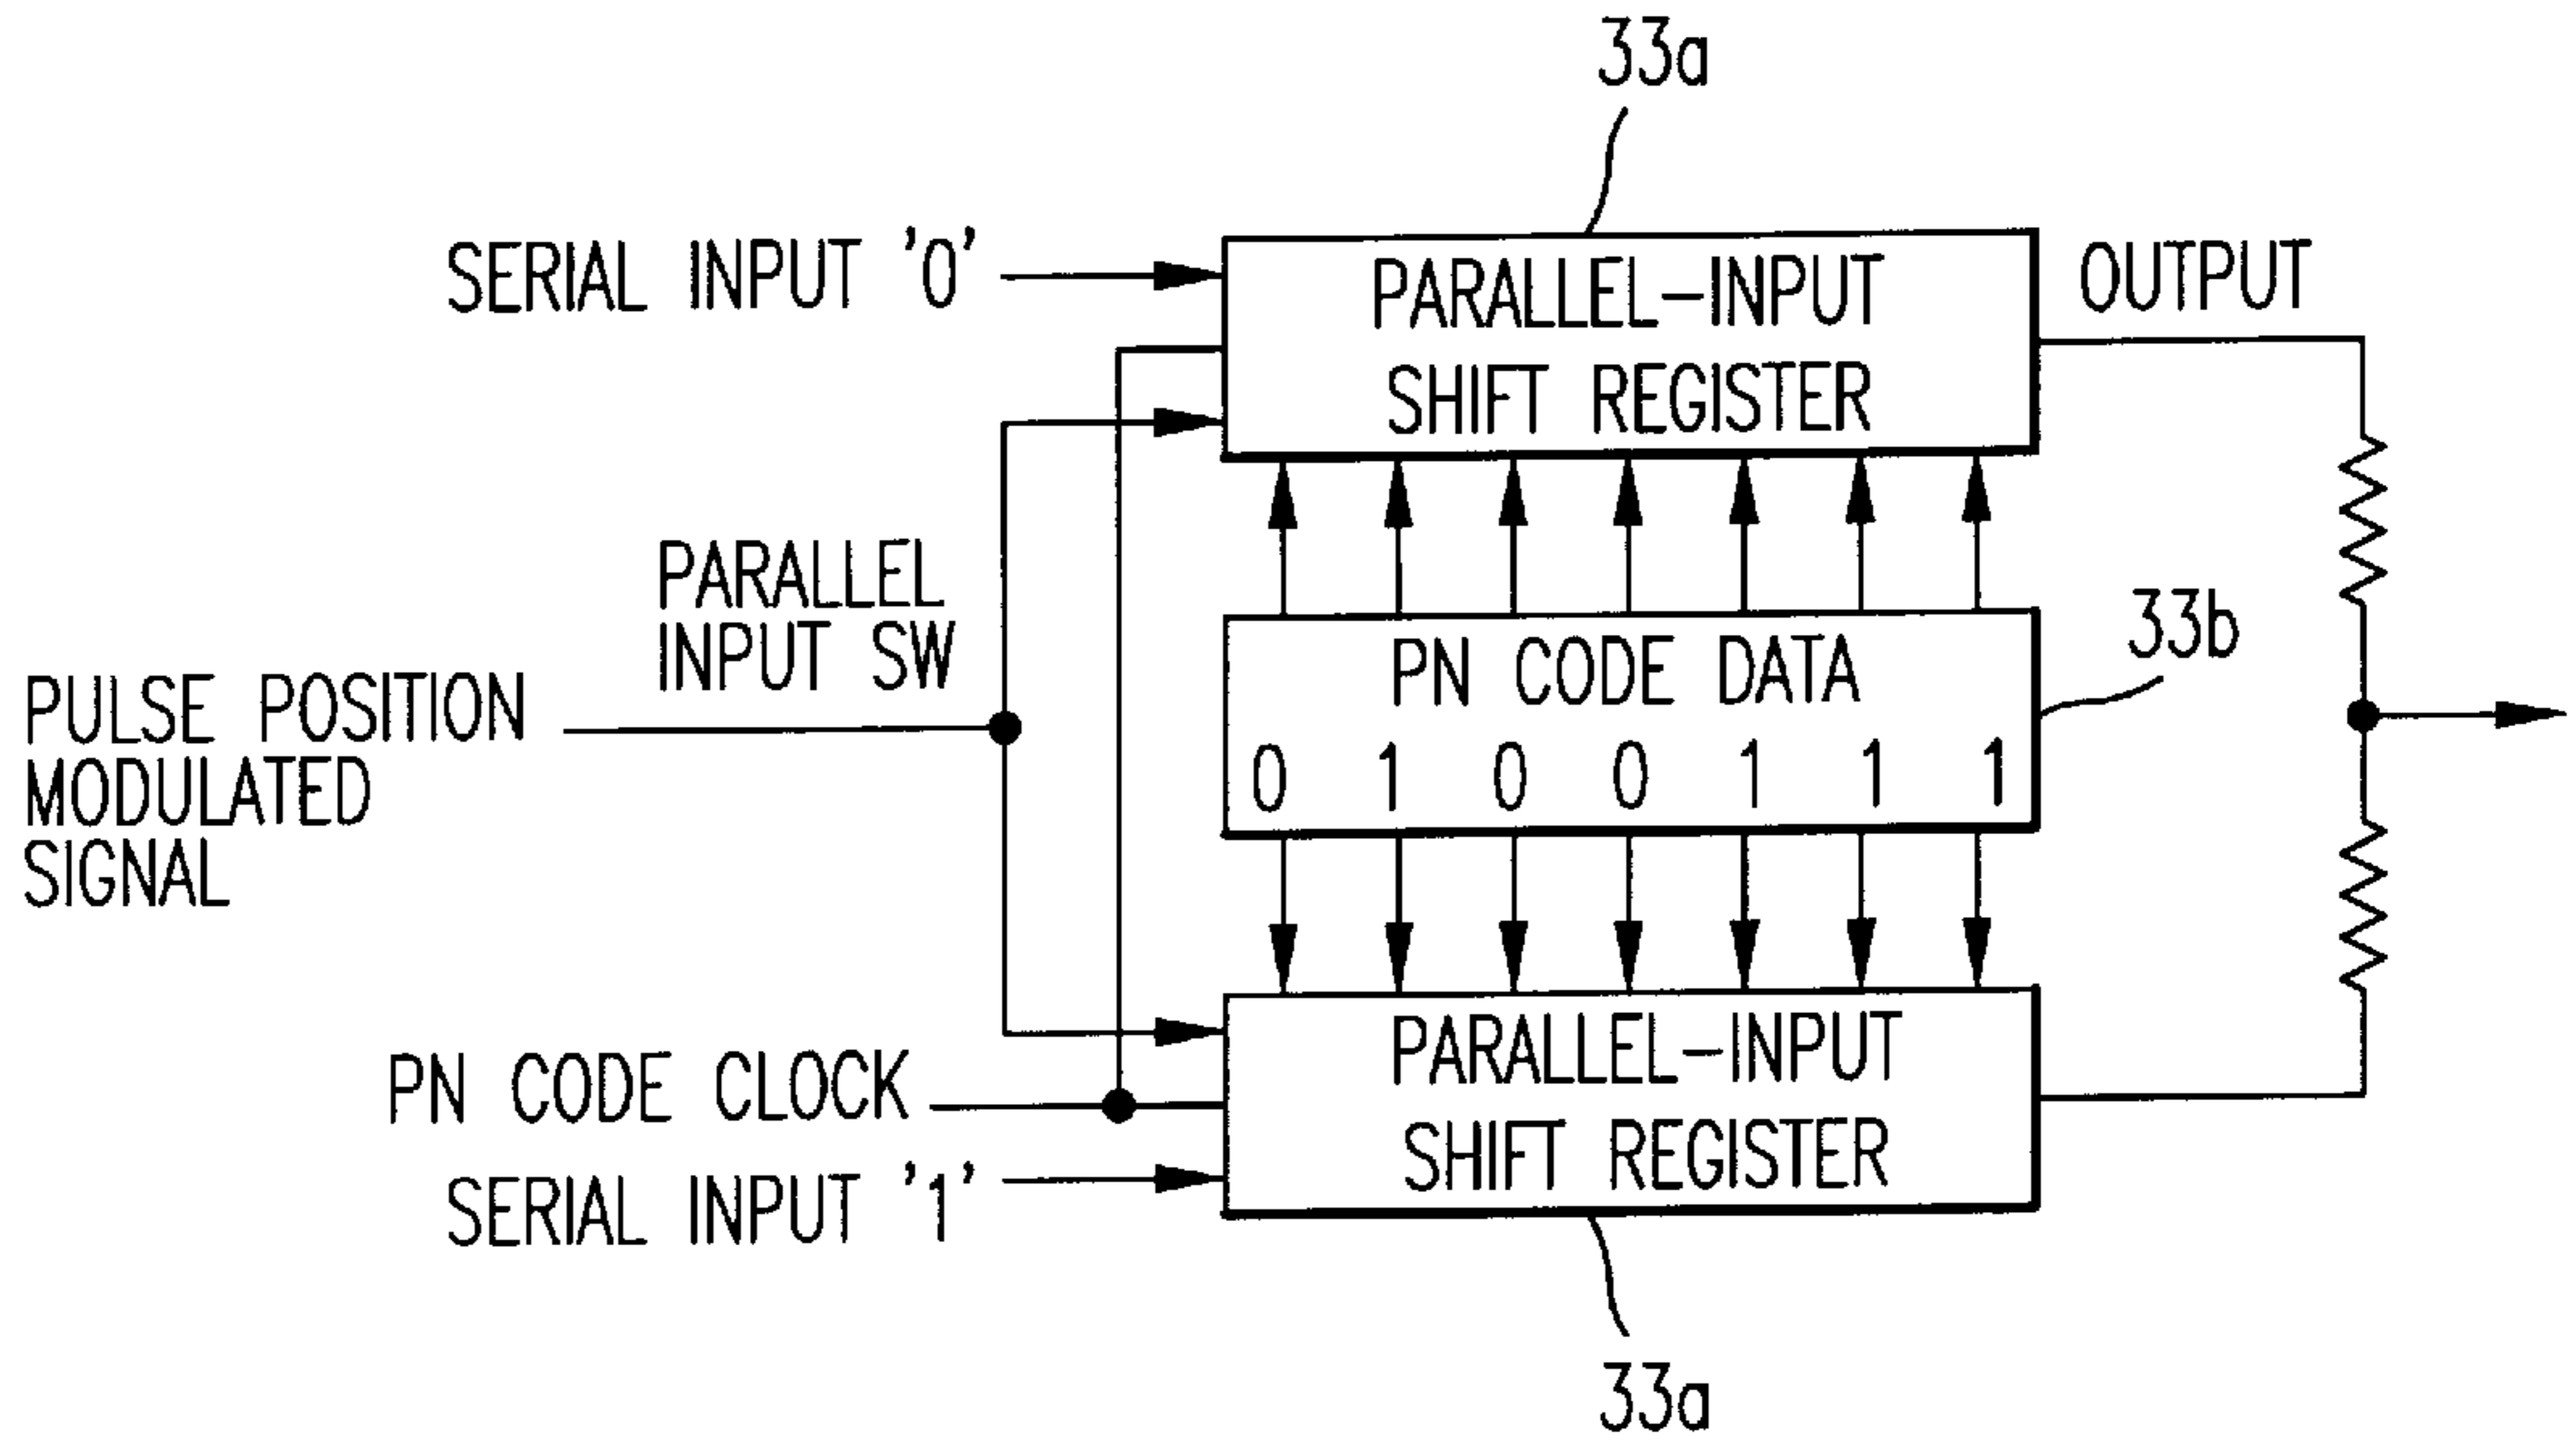 33a
SERIAL INPUT '0'
PARALLEL-INPUT
SHIFT REGISTER
OUTPUT
PARALLEL
INPUT SW
PULSE POSITION
MODULATED
SIGNAL
PN CODE DATA
0 1 0 0 1 1 1
33b
PN CODE CLOCK
SERIAL INPUT '1'
PARALLEL-INPUT
SHIFT REGISTER
33a